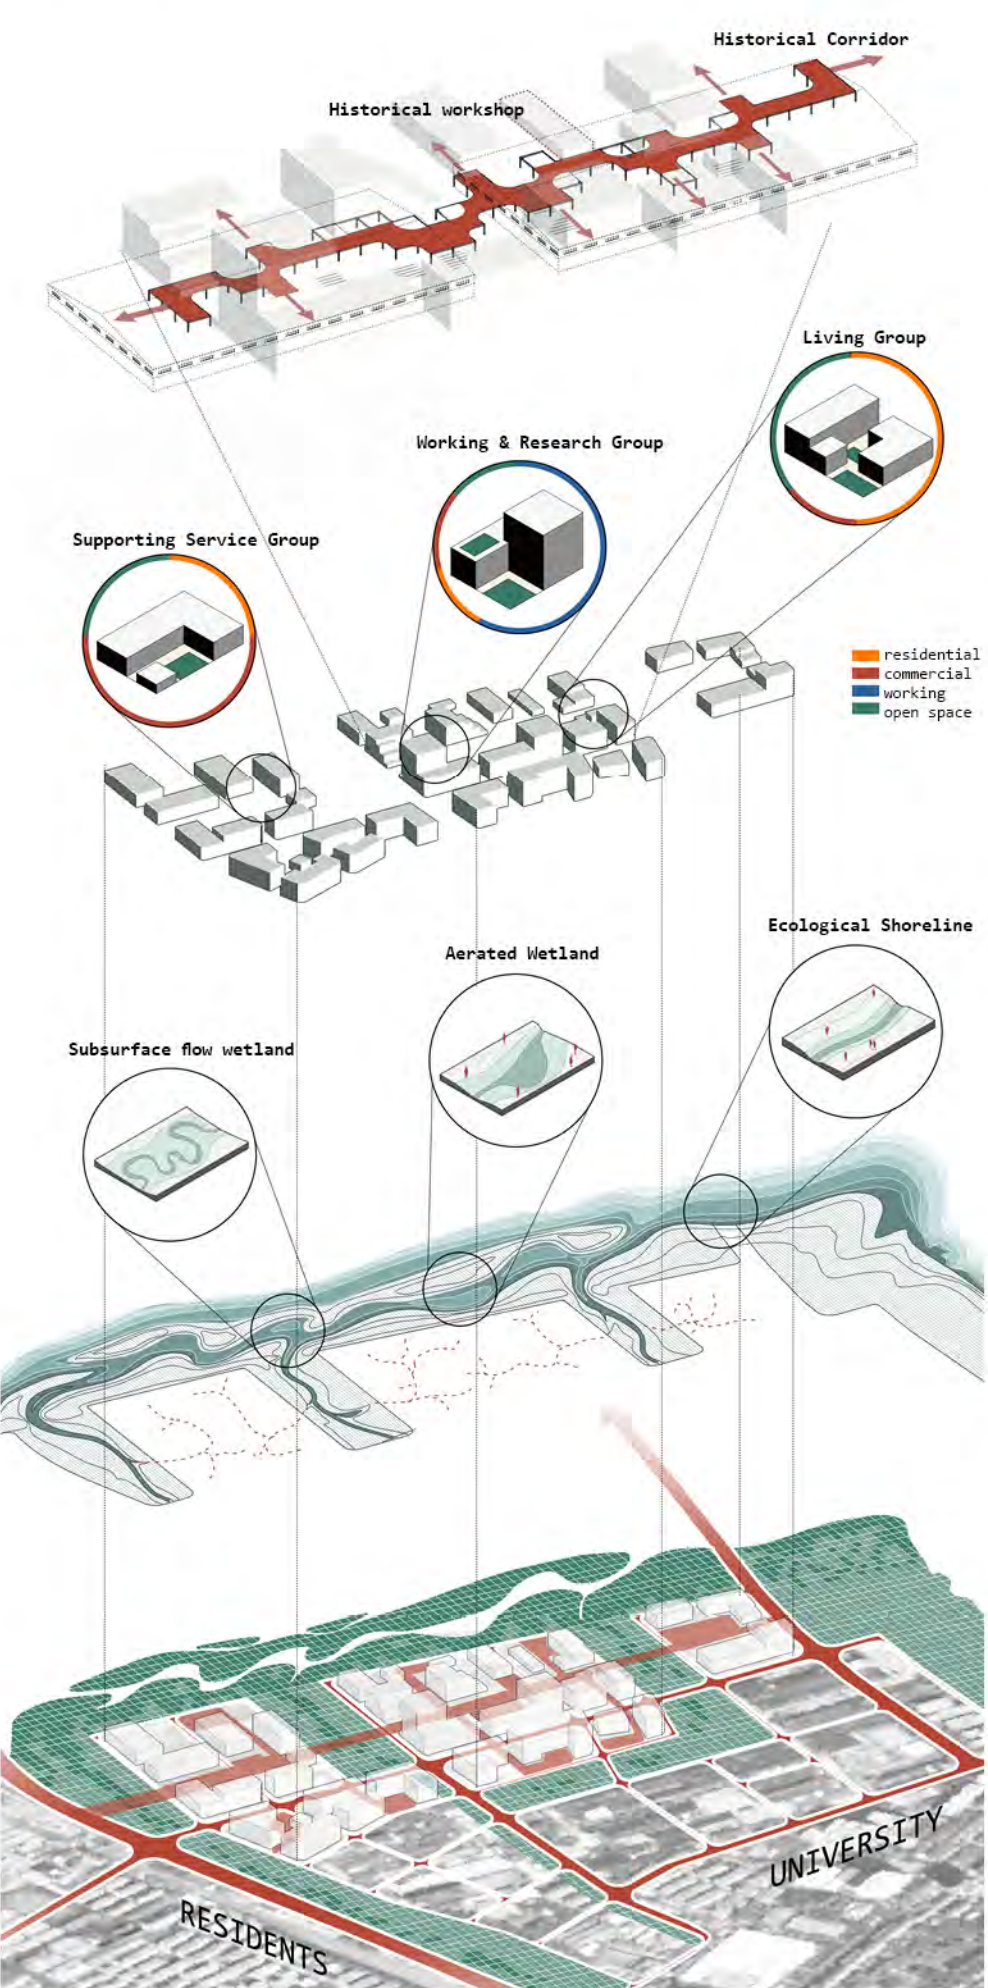 Historical Corridor
Historical workshop
Living Group
Working & Research Group
Supporting Service Group
residential
commercial
working
open space
Ecological Shoreline
Aerated Wetland
Subsurface flow wetland
UNIVERSITY
RESIDENTS